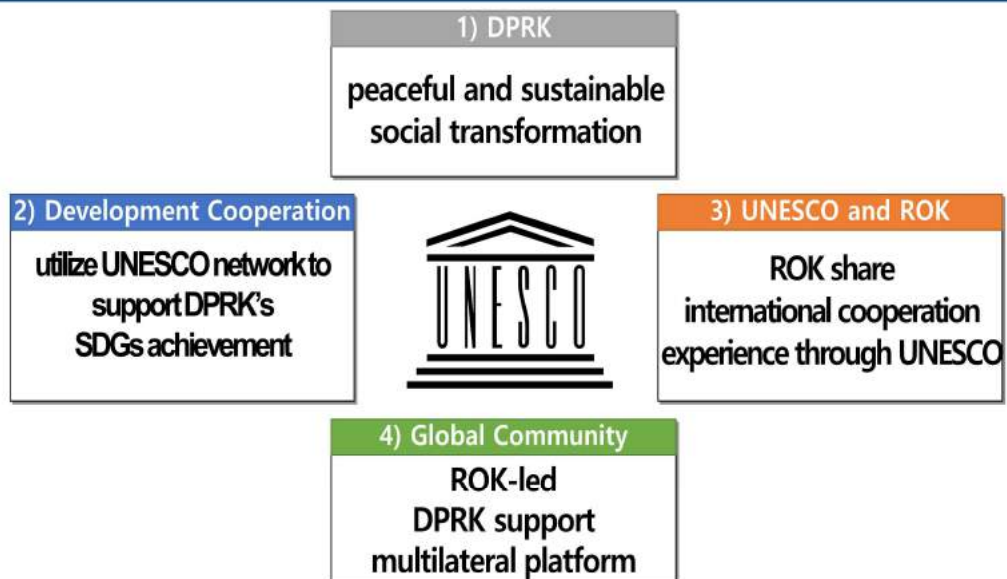 1) DPRK
peaceful and sustainable
social transformation
2) Development Cooperation
utilize UNESCO network to
support DPRK's
SDGs achievement
UNESCO
3) UNESCO and ROK
ROK share
international cooperation
experience through UNESCO
4) Global Community
ROK-led
DPRK support
multilateral platform